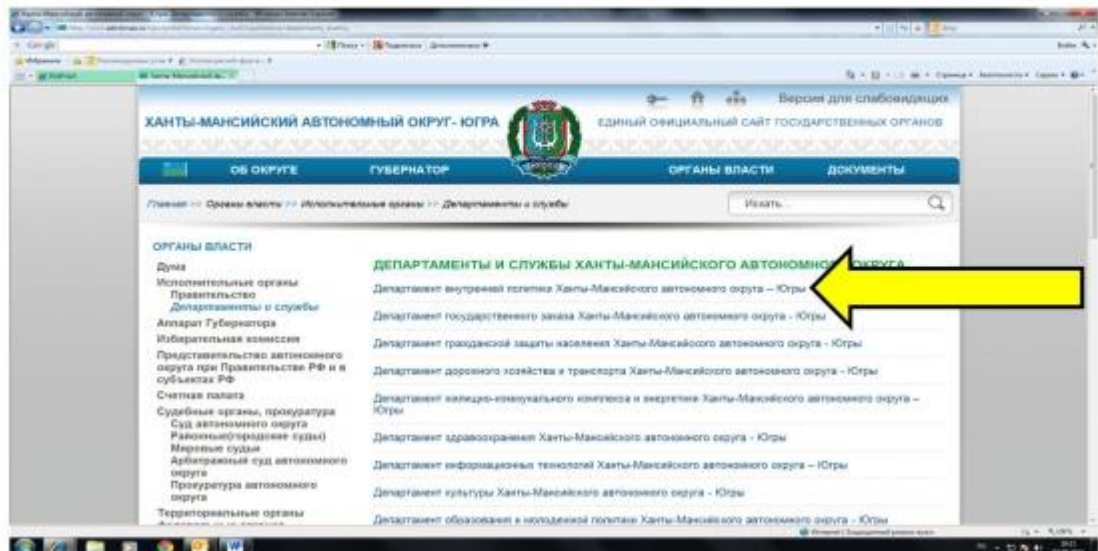 Версия для слабовидящих
ХАНТЫ-МАНСИЙСКИЙ АВТОНОМНЫЙ ОКРУГ- ЮГРА
ЕДИНЫЙ ОФИЦИАЛЬНЫЙ САЙТ ГОСУДАРСТВЕННЫХ ОРГАНОВ
ОБ ОКРУГЕ
ГУБЕРНАТОР
ОРГАНЫ ВЛАСТИ
ДОКУМЕНТЫ
Главная >> Органы власти >> Исполнительные органы >> Департаменты и службы
Искать...
ОРГАНЫ ВЛАСТИ
Дума
Исполнительные органы
Правительство
Департаменты и службы
Аппарат Губернатора
Избирательная комиссия
Представительство автономного
округа при Правительстве РФ и в
субъектах РФ
Счетная палата
Судебные органы, прокуратура
Суд автономного округа
Районные(городские суды)
Мировые судьи
Арбитражный суд автономного
округа
Прокуратура автономного
округа
Территориальные органы
ДЕПАРТАМЕНТЫ И СЛУЖБЫ ХАНТЫ-МАНСИЙСКОГО АВТОНОМНОГО ОКРУГА
Департамент внутренней политики Ханты-Мансийского автономного округа – Югры
Департамент государственного заказа Ханты-Мансийского автономного округа - Югры
Департамент гражданской защиты населения Ханты-Мансийского автономного округа - Югры
Департамент дорожного хозяйства и транспорта Ханты-Мансийского автономного округа - Югры
Департамент жилищно-коммунального комплекса и энергетики Ханты-Мансийского автономного округа –
Югры
Департамент здравоохранения Ханты-Мансийского автономного округа - Югры
Департамент информационных технологий Ханты-Мансийского автономного округа – Югры
Департамент культуры Ханты-Мансийского автономного округа - Югры
Департамент образования и молодежной политики Ханты-Мансийского автономного округа - Югры